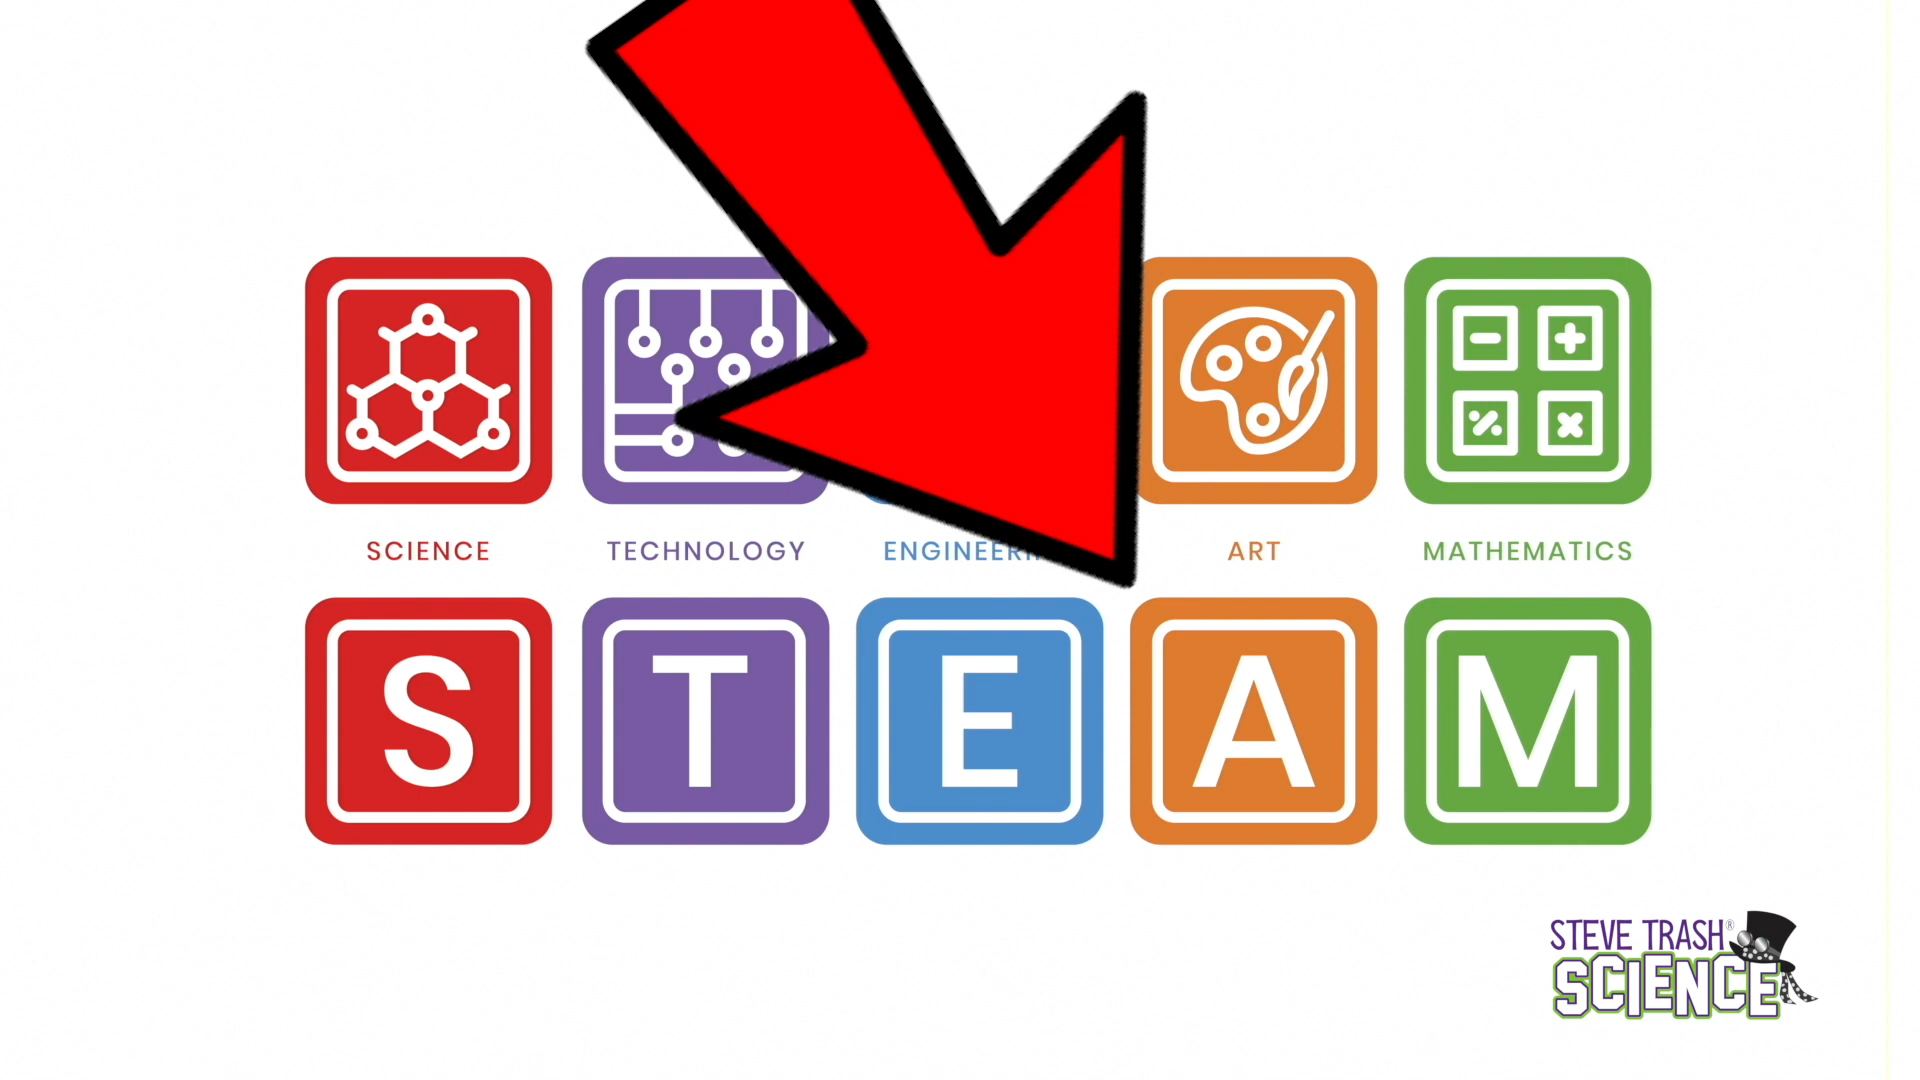 SCIENCE TECHNOLOGY ART MATHEMATICS
S T E A M
STEVE TRASH®
SCIENCE